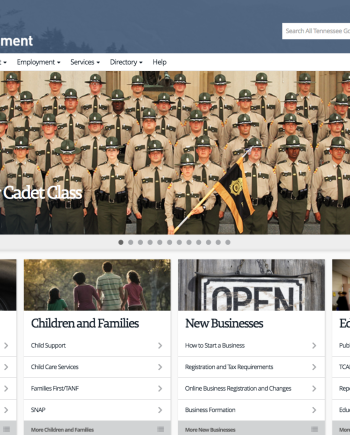 ment
Search All Tennessee Go
Employment Services Directory Help
Cadet Class
OPEN
Children and Families
New Businesses
Child Support
How to Start a Business
Publ
Child Care Services
Registration and Tax Requirements
TCA
Families First/TANF
Online Business Registration and Changes
Repo
SNAP
Business Formation
Educ
More Children and Families
More New Businesses
More